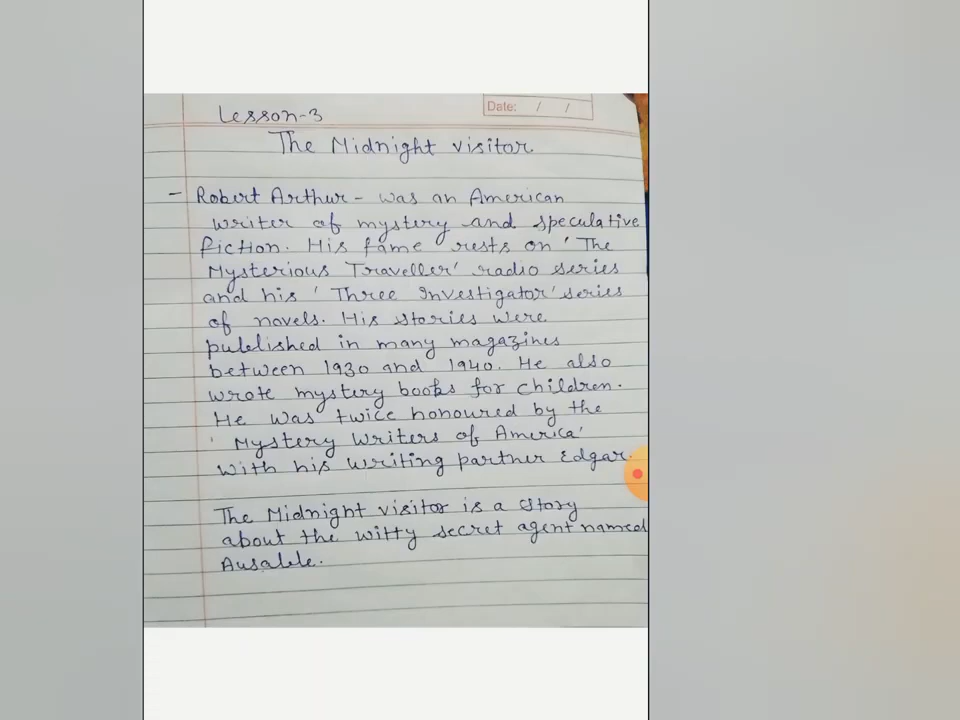 Date: / /
Lesson-3
The Midnight visitor
- Robert Arthur - was an American
writer of mystery and speculative
fiction. His fame rests on 'The
Mysterious Traveller' radio series
and his 'Three Investigator' series
of novels. His stories were
published in many magazines
between 1930 and 1940. He also
wrote mystery books for children.
He was twice honoured by the
'Mystery Writers of America'
with his writing partner Edgar.
The Midnight visitor is a story
about the witty secret agent named
Ausable.